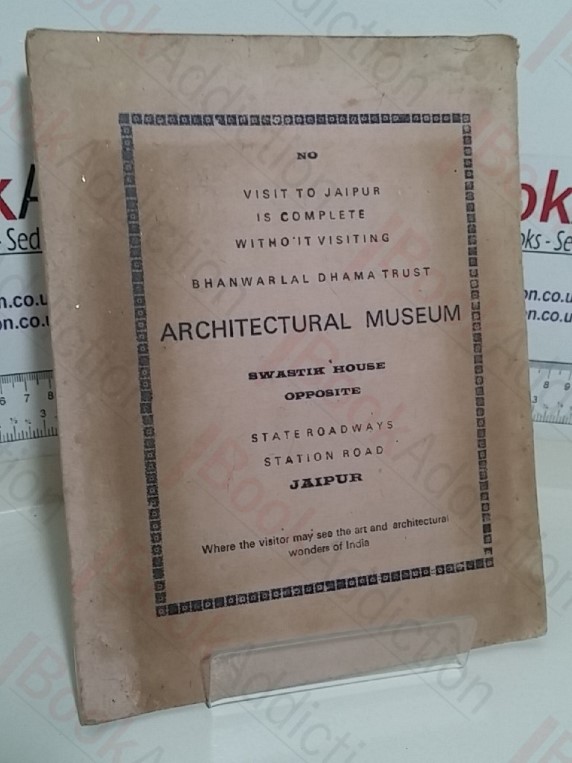 NO
VISIT TO JAIPUR
IS COMPLETE
WITHO'IT VISITING
BHANWARLAL DHAMA TRUST
ARCHITECTURAL MUSEUM
SWASTIK HOUSE
OPPOSITE
STATE ROADWAYS
STATION ROAD
JAIPUR
Where the visitor may see the art and architectural
wonders of India